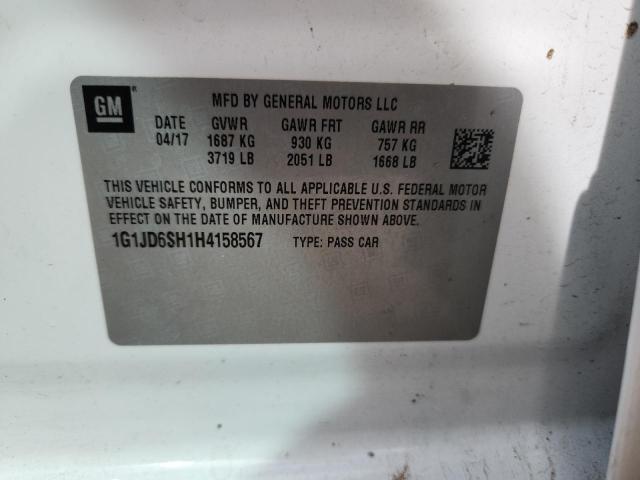 GM
MFD BY GENERAL MOTORS LLC
DATE GVWR GAWR FRT GAWR RR
04/17 1687 KG 930 KG 757 KG
3719 LB 2051 LB 1668 LB
THIS VEHICLE CONFORMS TO ALL APPLICABLE U.S. FEDERAL MOTOR
VEHICLE SAFETY, BUMPER, AND THEFT PREVENTION STANDARDS IN
EFFECT ON THE DATE OF MANUFACTURE SHOWN ABOVE.
1G1JD6SH1H4158567 TYPE: PASS CAR